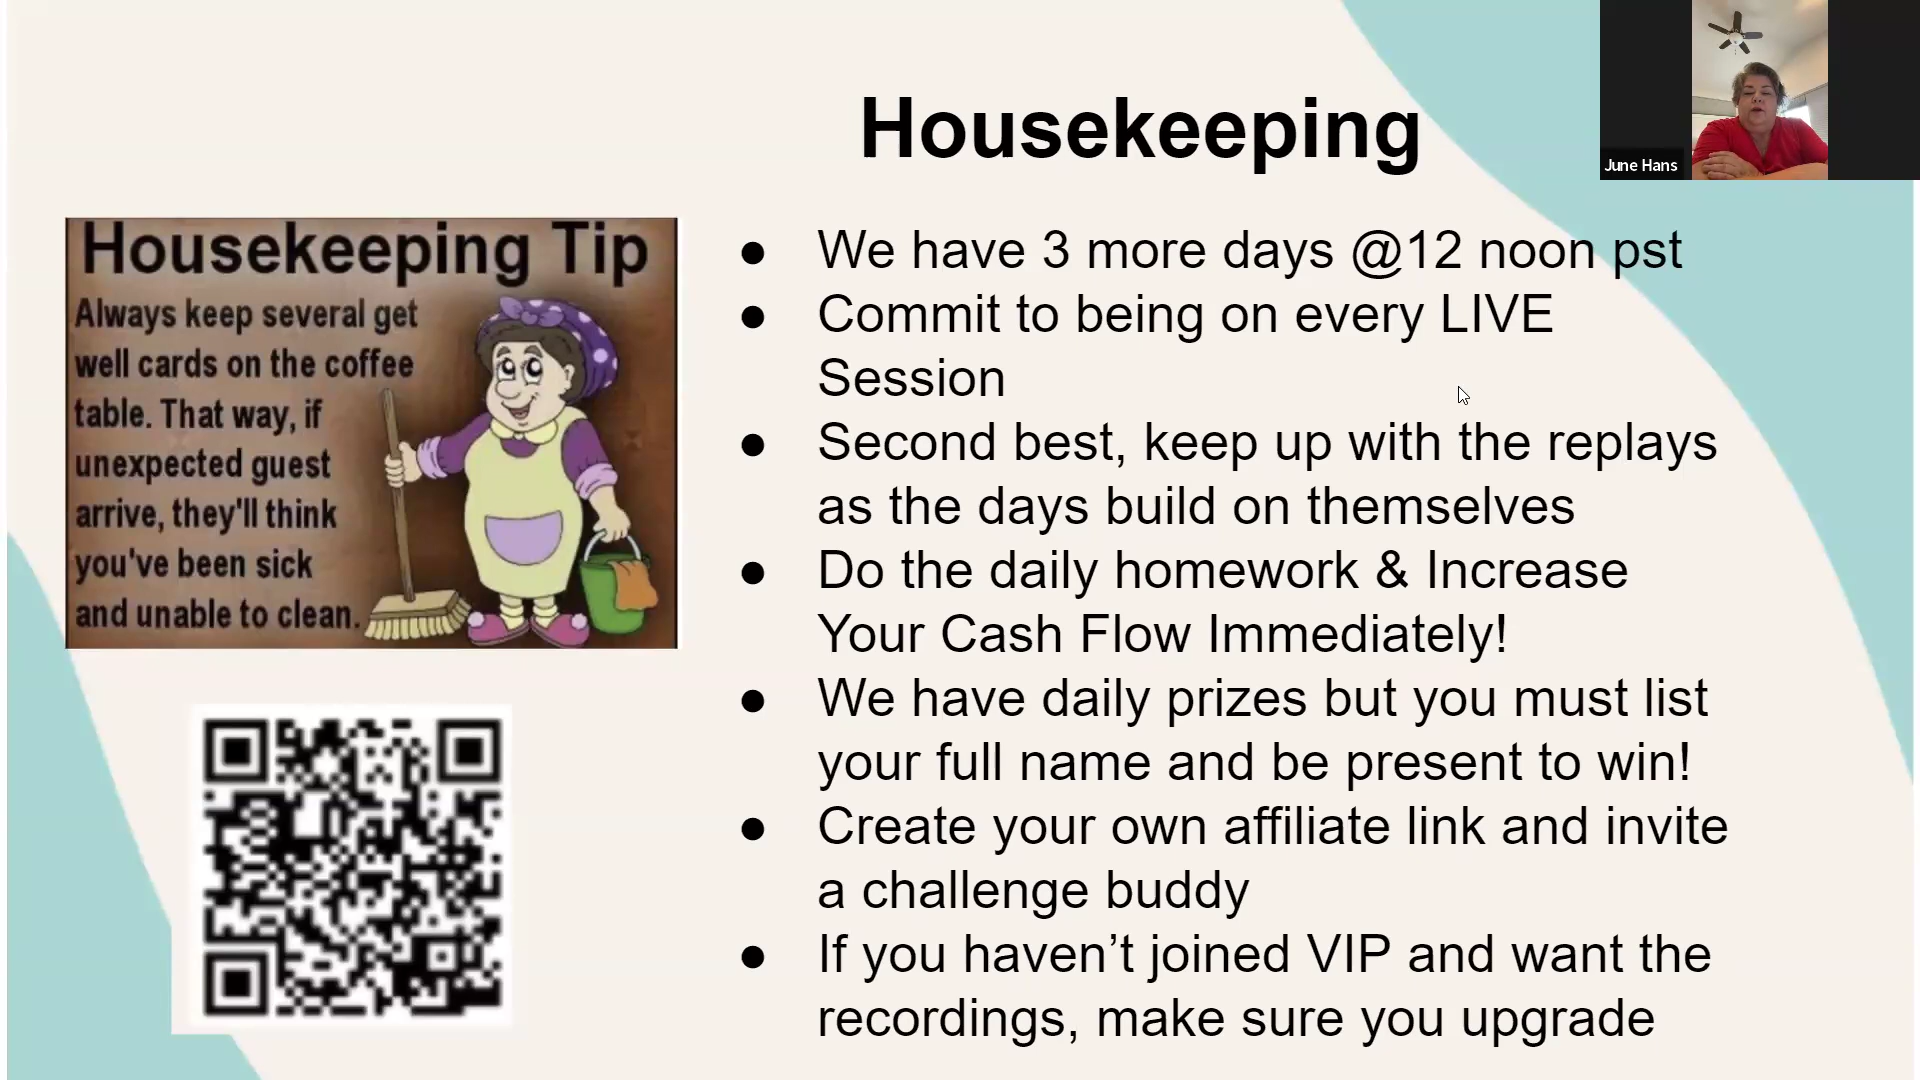 Housekeeping
June Hans
Housekeeping Tip
Always keep several get
well cards on the coffee
table. That way, if
unexpected guest
arrive, they'll think
you've been sick
and unable to clean.
● We have 3 more days @12 noon pst
● Commit to being on every LIVE
Session
● Second best, keep up with the replays
as the days build on themselves
● Do the daily homework & Increase
Your Cash Flow Immediately!
● We have daily prizes but you must list
your full name and be present to win!
● Create your own affiliate link and invite
a challenge buddy
● If you haven’t joined VIP and want the
recordings, make sure you upgrade